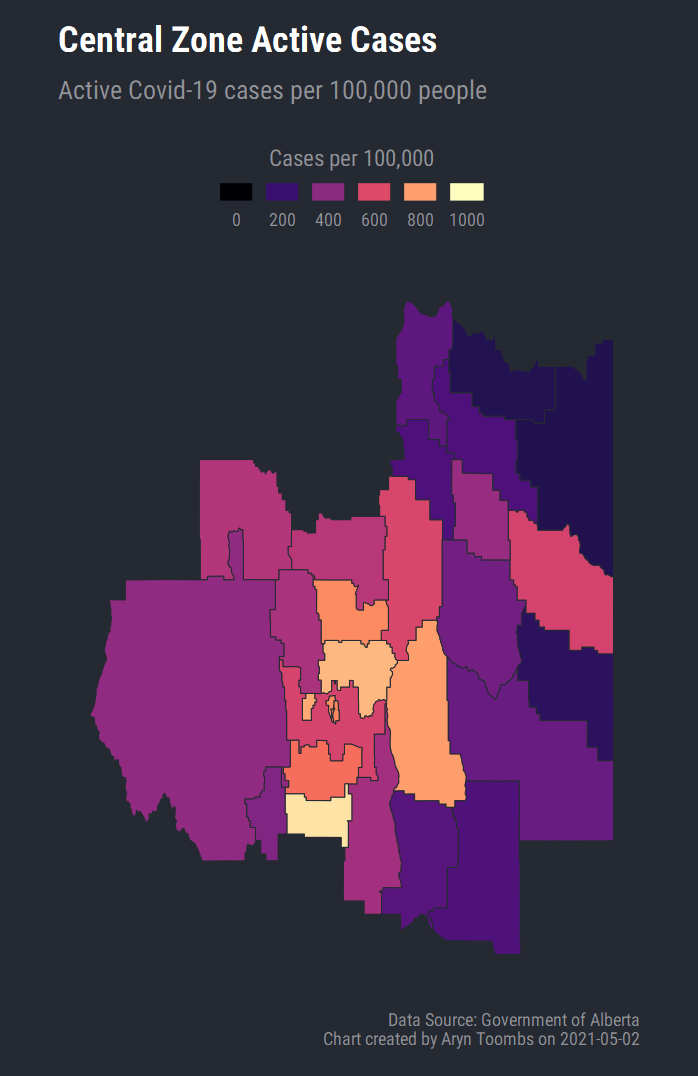 Central Zone Active Cases
Active Covid-19 cases per 100,000 people
Cases per 100,000
0 200 400 600 800 1000
Data Source: Government of Alberta
Chart created by Aryn Toombs on 2021-05-02